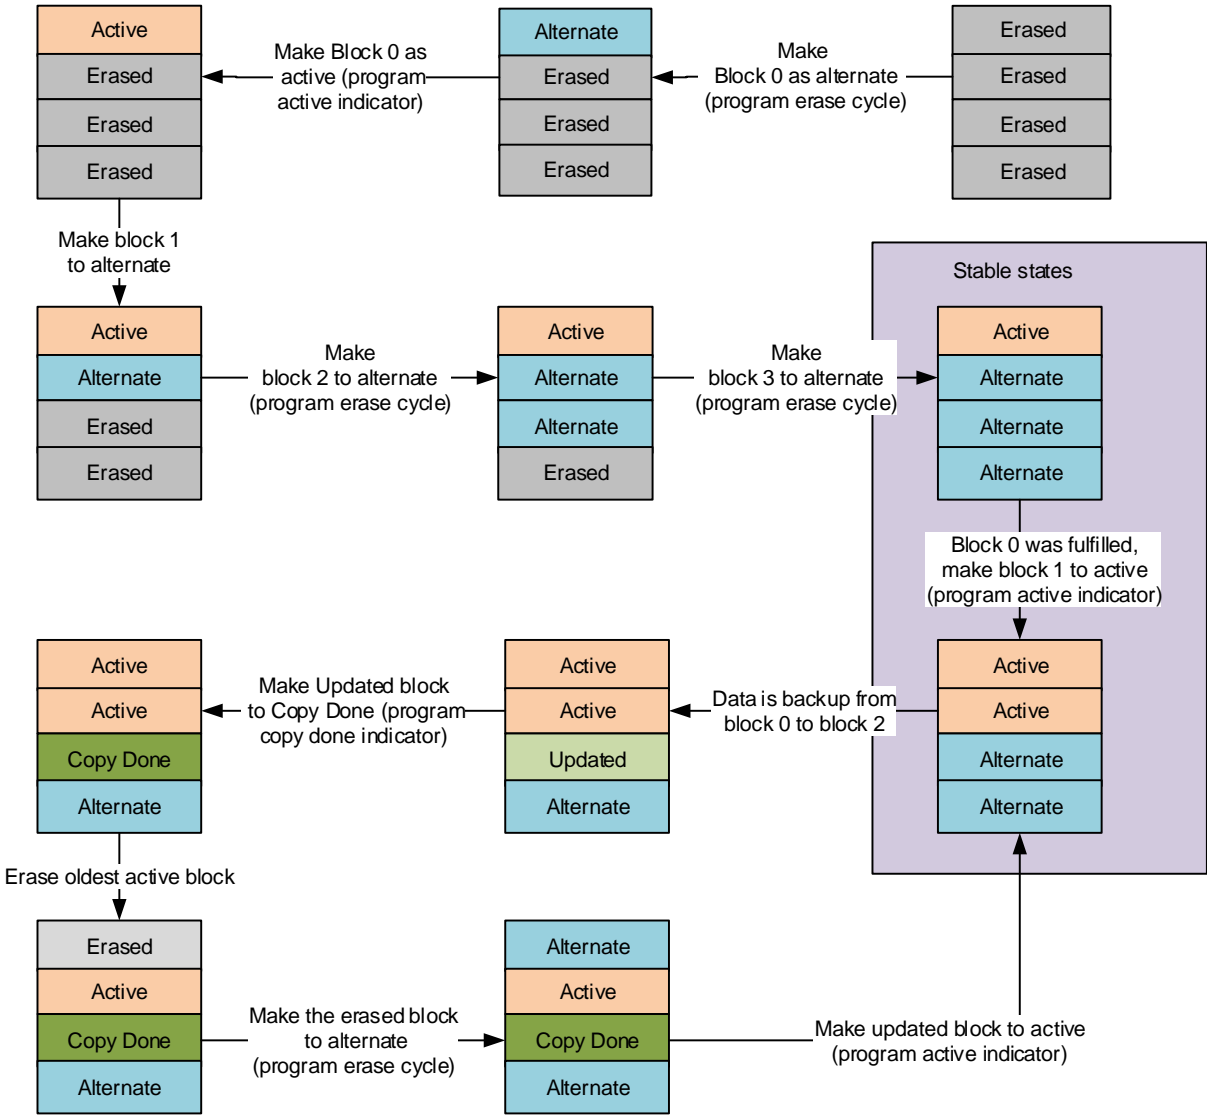 Active
Erased
Erased
Erased
Make Block 0 as
active (program
active indicator)
Alternate
Erased
Erased
Erased
Make
Block 0 as alternate
(program erase cycle)
Erased
Erased
Erased
Erased
Make block 1
to alternate
Active
Alternate
Erased
Erased
Make
block 2 to alternate
(program erase cycle)
Active
Alternate
Alternate
Erased
Make
block 3 to alternate
(program erase cycle)
Stable states
Active
Alternate
Alternate
Alternate
Block 0 was fulfilled,
make block 1 to active
(program active indicator)
Active
Active
Alternate
Alternate
Data is backup from
block 0 to block 2
Active
Active
Updated
Alternate
Make Updated block
to Copy Done (program
copy done indicator)
Active
Active
Copy Done
Alternate
Erase oldest active block
Erased
Active
Copy Done
Alternate
Make the erased block
to alternate
(program erase cycle)
Alternate
Active
Copy Done
Alternate
Make updated block to active
(program active indicator)